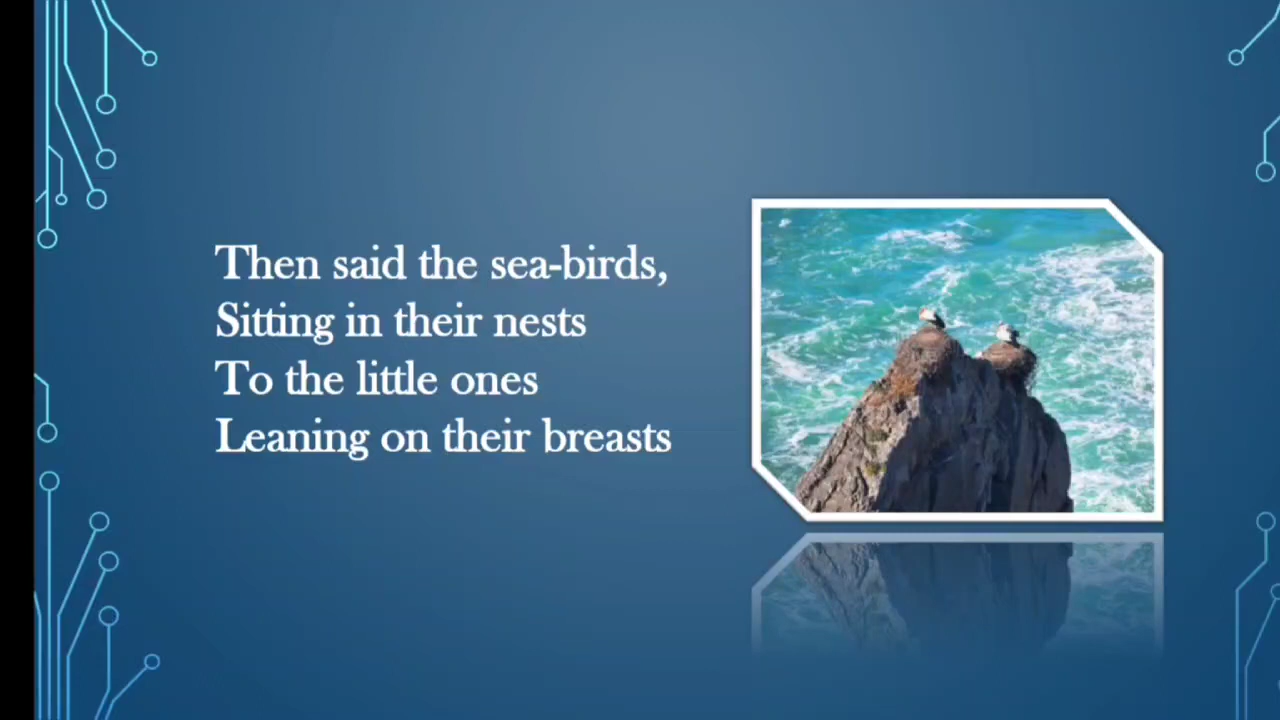 Then said the sea-birds,
Sitting in their nests
To the little ones
Leaning on their breasts